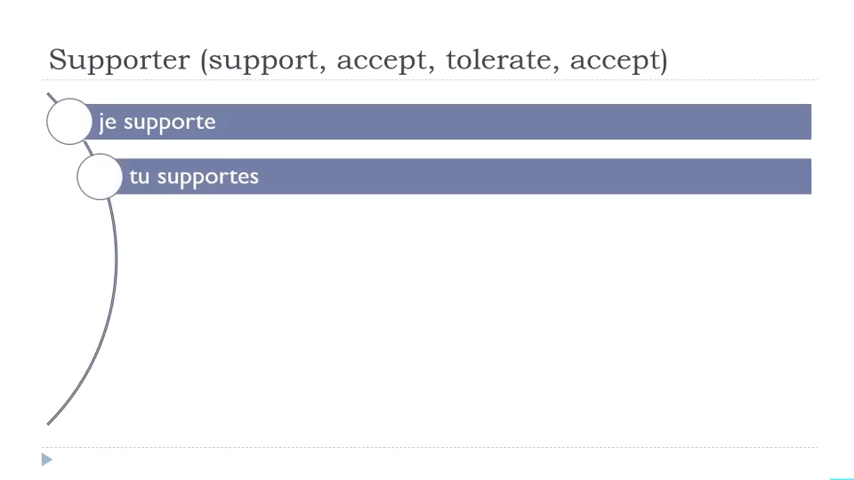 Supporter (support, accept, tolerate, accept)
je supporte
tu supportes